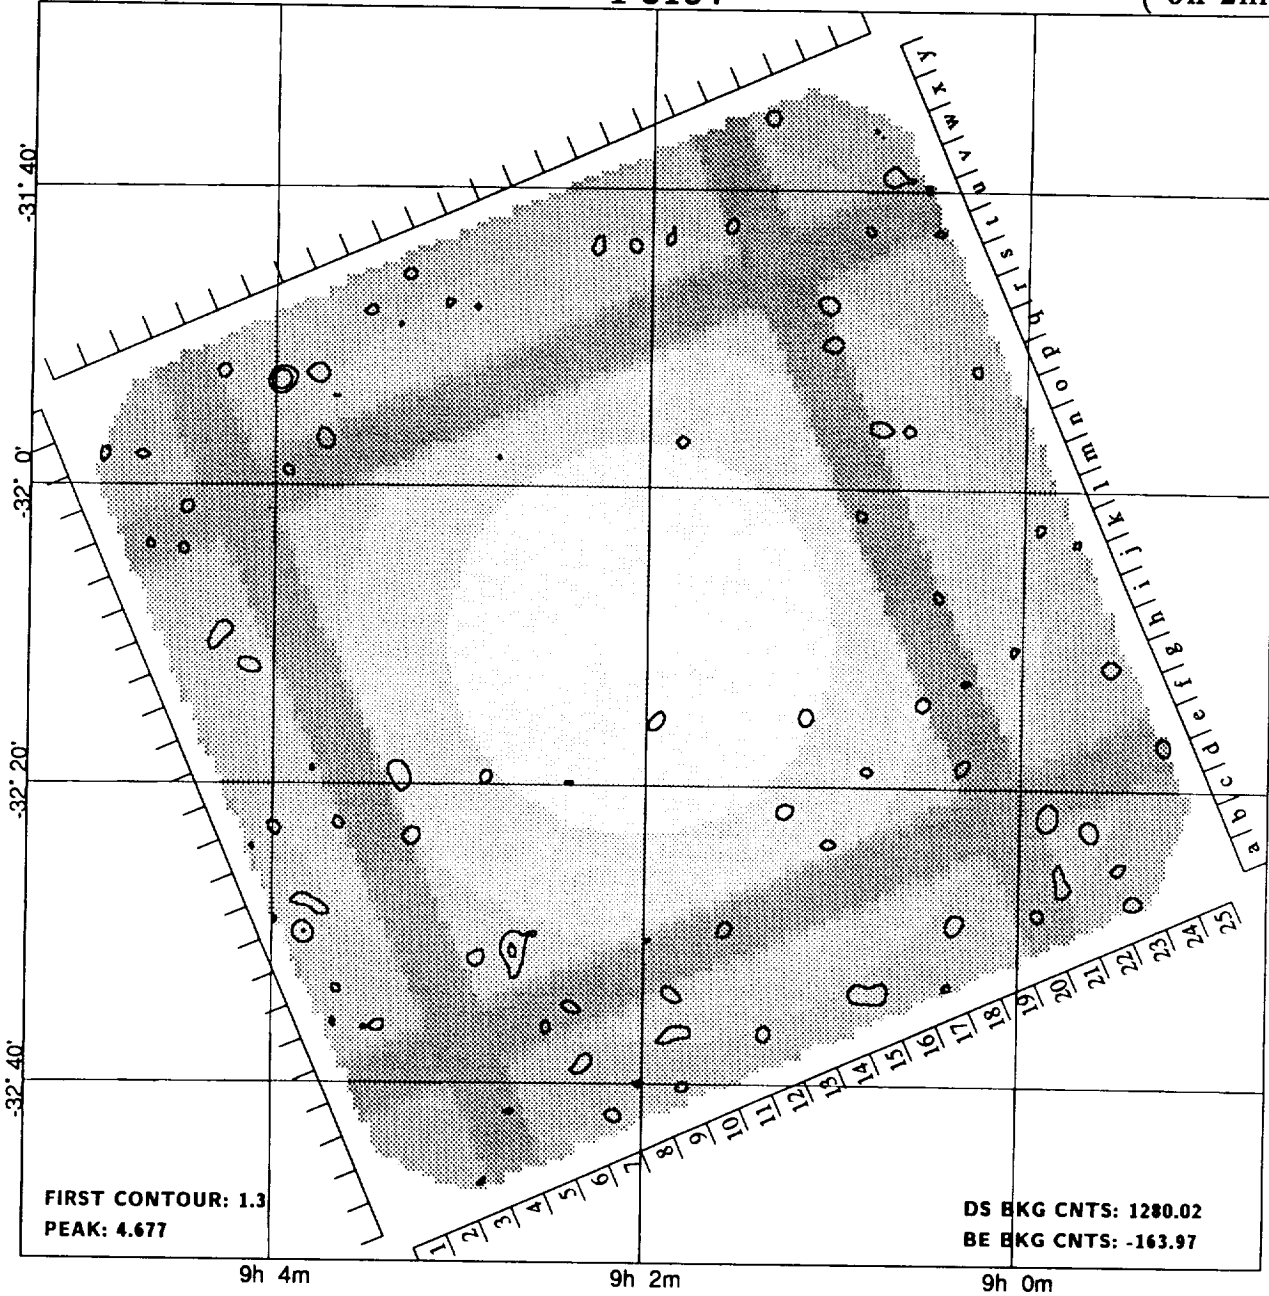 -31° 40'
y
x
w
v
u
t
s
r
q
p
o
n
m
l
k
j
i
h
g
f
e
d
c
b
a
-32° 0'
-32° 20'
-32° 40'
1
2
3
4
5
6
7
8
9
10
11
12
13
14
15
16
17
18
19
20
21
22
23
24
25
FIRST CONTOUR: 1.3
PEAK: 4.677
DS BKG CNTS: 1280.02
BE BKG CNTS: -163.97
9h 4m
9h 2m
9h 0m